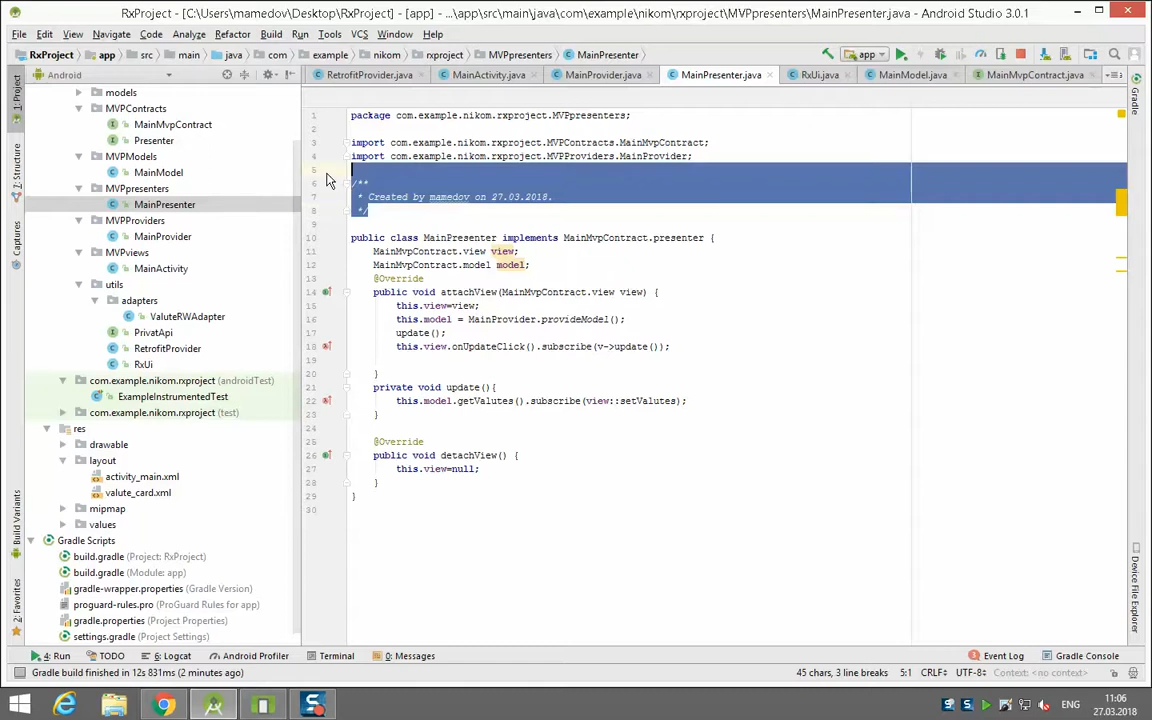 RxProject - [C:\Users\mamedov\Desktop\RxProject] - [app] - ...\app\src\main\java\com\example\nikom\rxproject\MVPpresenters\MainPresenter.java - Android Studio 3.0.1
File Edit View Navigate Code Analyze Refactor Build Run Tools VCS Window Help
RxProject app src main java com example nikom rxproject MVPpresenters MainPresenter app
Android RetrofitProvider.java MainActivity.java MainProvider.java MainPresenter.java RxUi.java MainModel.java MainMvpContract.java
1: Project
7: Structure
Captures
Build Variants
2: Favorites
Gradle
Device File Explorer
models
MVPContracts
MainMvpContract
Presenter
MVPModels
MainModel
MVPpresenters
MainPresenter
MVPProviders
MainProvider
MVPviews
MainActivity
utils
adapters
ValuteRWAdapter
PrivatApi
RetrofitProvider
RxUi
com.example.nikom.rxproject (androidTest)
ExampleInstrumentedTest
com.example.nikom.rxproject (test)
res
drawable
layout
activity_main.xml
valute_card.xml
mipmap
values
Gradle Scripts
build.gradle (Project: RxProject)
build.gradle (Module: app)
gradle-wrapper.properties (Gradle Version)
proguard-rules.pro (ProGuard Rules for app)
gradle.properties (Project Properties)
settings.gradle (Project Settings)
1 package com.example.nikom.rxproject.MVPpresenters;
2
3 import com.example.nikom.rxproject.MVPContracts.MainMvpContract;
4 import com.example.nikom.rxproject.MVPProviders.MainProvider;
5
6 /**
7 * Created by mamedov on 27.03.2018.
8 */
9
10 public class MainPresenter implements MainMvpContract.presenter {
11 MainMvpContract.view view;
12 MainMvpContract.model model;
13 @Override
14 public void attachView(MainMvpContract.view view) {
15 this.view=view;
16 this.model = MainProvider.provideModel();
17 update();
18 this.view.onUpdateClick().subscribe(v->update());
19
20 }
21 private void update(){
22 this.model.getValutes().subscribe(view::setValutes);
23 }
24
25 @Override
26 public void detachView() {
27 this.view=null;
28 }
29 }
30
4: Run TODO 6: Logcat Android Profiler Terminal 0: Messages Event Log Gradle Console
Gradle build finished in 12s 831ms (2 minutes ago) 45 chars, 3 line breaks 5:1 CRLF÷ UTF-8÷ Context: <no context>
ENG 11:06
27.03.2018